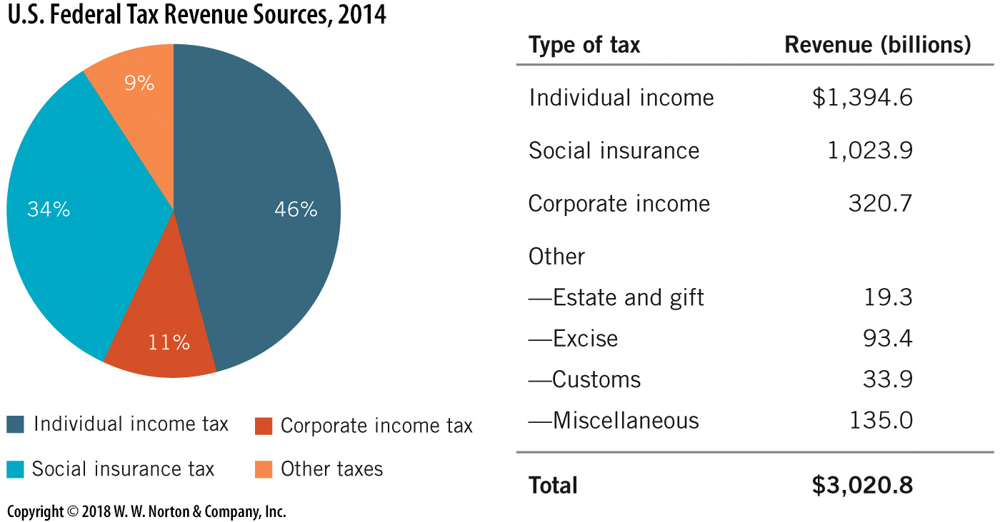 U.S. Federal Tax Revenue Sources, 2014
9%
34%
46%
11%
Individual income tax
Corporate income tax
Social insurance tax
Other taxes
Copyright © 2018 W. W. Norton & Company, Inc.
Type of tax Revenue (billions)
Individual income $1,394.6
Social insurance 1,023.9
Corporate income 320.7
Other
—Estate and gift 19.3
—Excise 93.4
—Customs 33.9
—Miscellaneous 135.0
Total $3,020.8